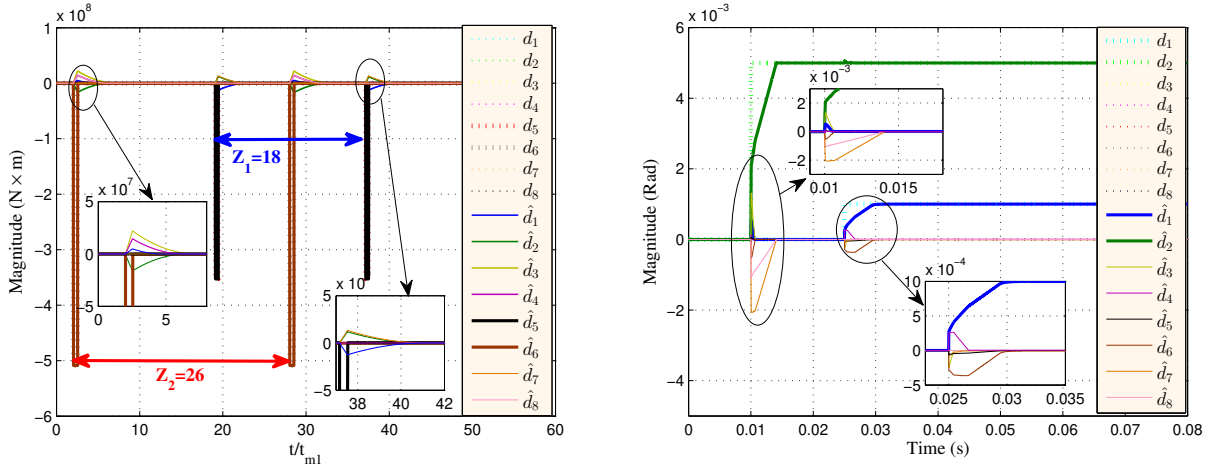 × 10^8
1
0
−1
−2
−3
−4
−5
−6
0 10 20 30 40 50 60
Magnitude (N × m)
t/t_m1
Z_1=18
Z_2=26
x 10^7
5
0
−5
0 5
5 x 10^7
0
−5
38 40 42
d_1
d_2
d_3
d_4
d_5
d_6
d_7
d_8
d̂_1
d̂_2
d̂_3
d̂_4
d̂_5
d̂_6
d̂_7
d̂_8
6 x 10^−3
4
2
0
−2
−4
0 0.01 0.02 0.03 0.04 0.05 0.06 0.07 0.08
Magnitude (Rad)
Time (s)
x 10^−3
2
0
−2
0.01 0.015
x 10^−4
10
5
0
−5
0.025 0.03 0.035
d_1
d_2
d_3
d_4
d_5
d_6
d_7
d_8
d̂_1
d̂_2
d̂_3
d̂_4
d̂_5
d̂_6
d̂_7
d̂_8